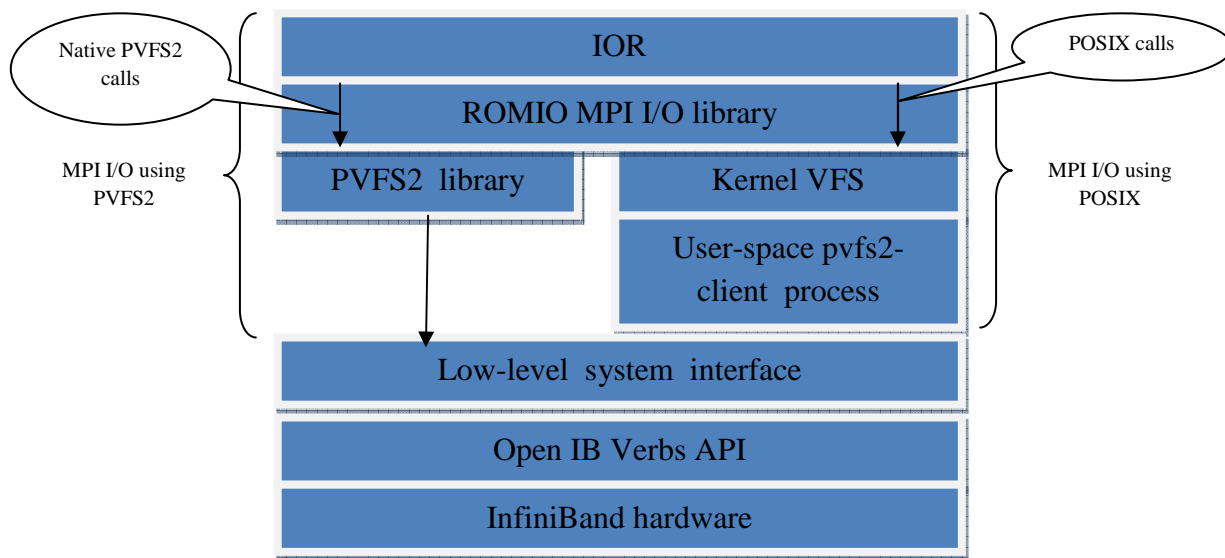 IOR
Native PVFS2
calls
POSIX calls
ROMIO MPI I/O library
MPI I/O using
PVFS2
PVFS2 library
Kernel VFS
MPI I/O using
POSIX
User-space pvfs2-
client process
Low-level system interface
Open IB Verbs API
InfiniBand hardware